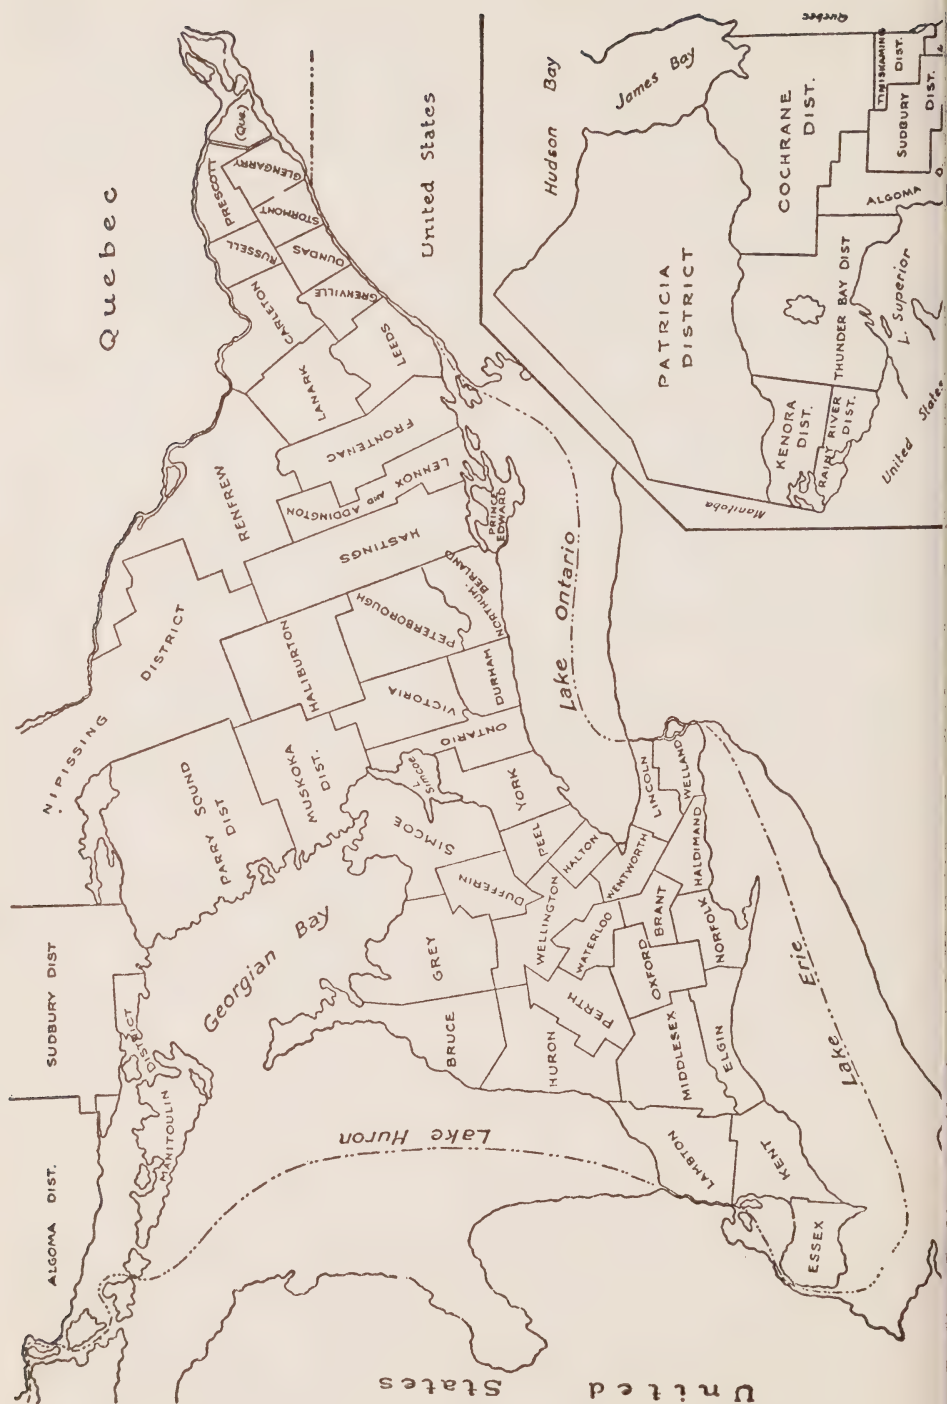 Quebec
(Que)
PRESCOTT
GLENGARRY
RUSSELL
STORMONT
CARLETON
DUNDAS
GRENVILLE
LANARK
LEEDS
United States
RENFREW
FRONTENAC
LENNOX
AND
ADDINGTON
HASTINGS
PRINCE
EDWARD
NIPISSING
DISTRICT
HALIBURTON
PETERBOROUGH
NORTHUM-
BERLAND
VICTORIA
DURHAM
ONTARIO
PARRY SOUND
DIST
MUSKOKA
DIST.
L.
Simcoe
SIMCOE
YORK
PEEL
HALTON
Lake Ontario
LINCOLN
WELLAND
WENTWORTH
HALDIMAND
DUFFERIN
WELLINGTON
WATERLOO
BRANT
NORFOLK
OXFORD
GREY
BRUCE
HURON
PERTH
MIDDLESEX
ELGIN
LAMBTON
KENT
ESSEX
Lake Erie
Georgian Bay
Lake Huron
SUDBURY DIST
ALGOMA DIST.
MANITOULIN
DISTRICT
United
States
Hudson Bay
James Bay
Quebec
PATRICIA
DISTRICT
COCHRANE
DIST.
TIMISKAMING
DIST.
SUDBURY
DIST.
ALGOMA
THUNDER BAY DIST
KENORA
DIST.
RAINY RIVER
DIST.
L. Superior
Manitoba
United State